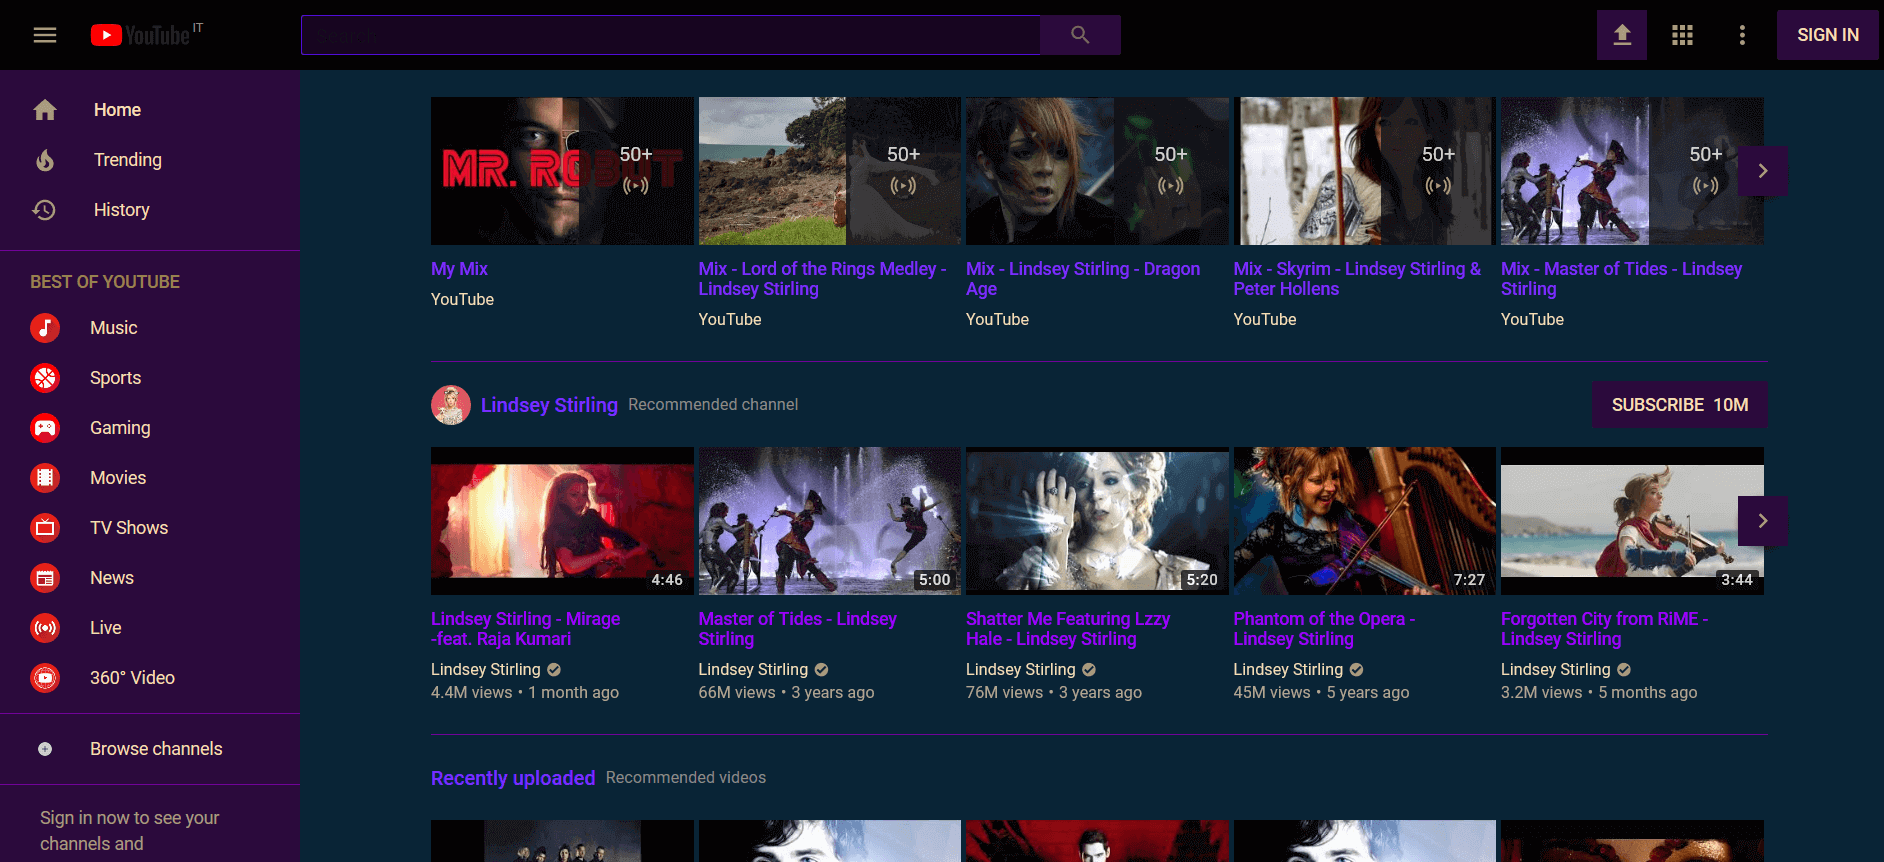 YouTube IT
Search
SIGN IN
Home
Trending
History
BEST OF YOUTUBE
Music
Sports
Gaming
Movies
TV Shows
News
Live
360° Video
Browse channels
Sign in now to see your
channels and
MR. ROBOT
50+
50+
50+
50+
50+
My Mix
YouTube
Mix - Lord of the Rings Medley -
Lindsey Stirling
YouTube
Mix - Lindsey Stirling - Dragon
Age
YouTube
Mix - Skyrim - Lindsey Stirling &
Peter Hollens
YouTube
Mix - Master of Tides - Lindsey
Stirling
YouTube
Lindsey Stirling Recommended channel
SUBSCRIBE 10M
4:46
5:00
5:20
7:27
3:44
Lindsey Stirling - Mirage
-feat. Raja Kumari
Lindsey Stirling
4.4M views • 1 month ago
Master of Tides - Lindsey
Stirling
Lindsey Stirling
66M views • 3 years ago
Shatter Me Featuring Lzzy
Hale - Lindsey Stirling
Lindsey Stirling
76M views • 3 years ago
Phantom of the Opera -
Lindsey Stirling
Lindsey Stirling
45M views • 5 years ago
Forgotten City from RiME -
Lindsey Stirling
Lindsey Stirling
3.2M views • 5 months ago
Recently uploaded Recommended videos